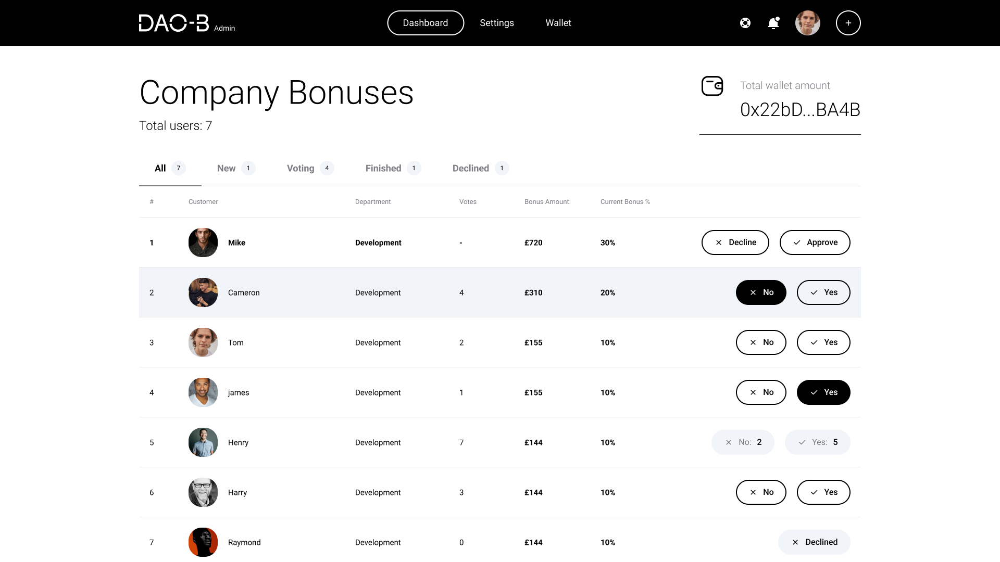 DAO-B Admin
Dashboard Settings Wallet
Company Bonuses
Total users: 7
Total wallet amount
0x22bD...BA4B
All 7 New 1 Voting 4 Finished 1 Declined 1
# Customer Department Votes Bonus Amount Current Bonus %
1 Mike Development - £720 30% Decline Approve
2 Cameron Development 4 £310 20% No Yes
3 Tom Development 2 £155 10% No Yes
4 james Development 1 £155 10% No Yes
5 Henry Development 7 £144 10% No: 2 Yes: 5
6 Harry Development 3 £144 10% No Yes
7 Raymond Development 0 £144 10% Declined